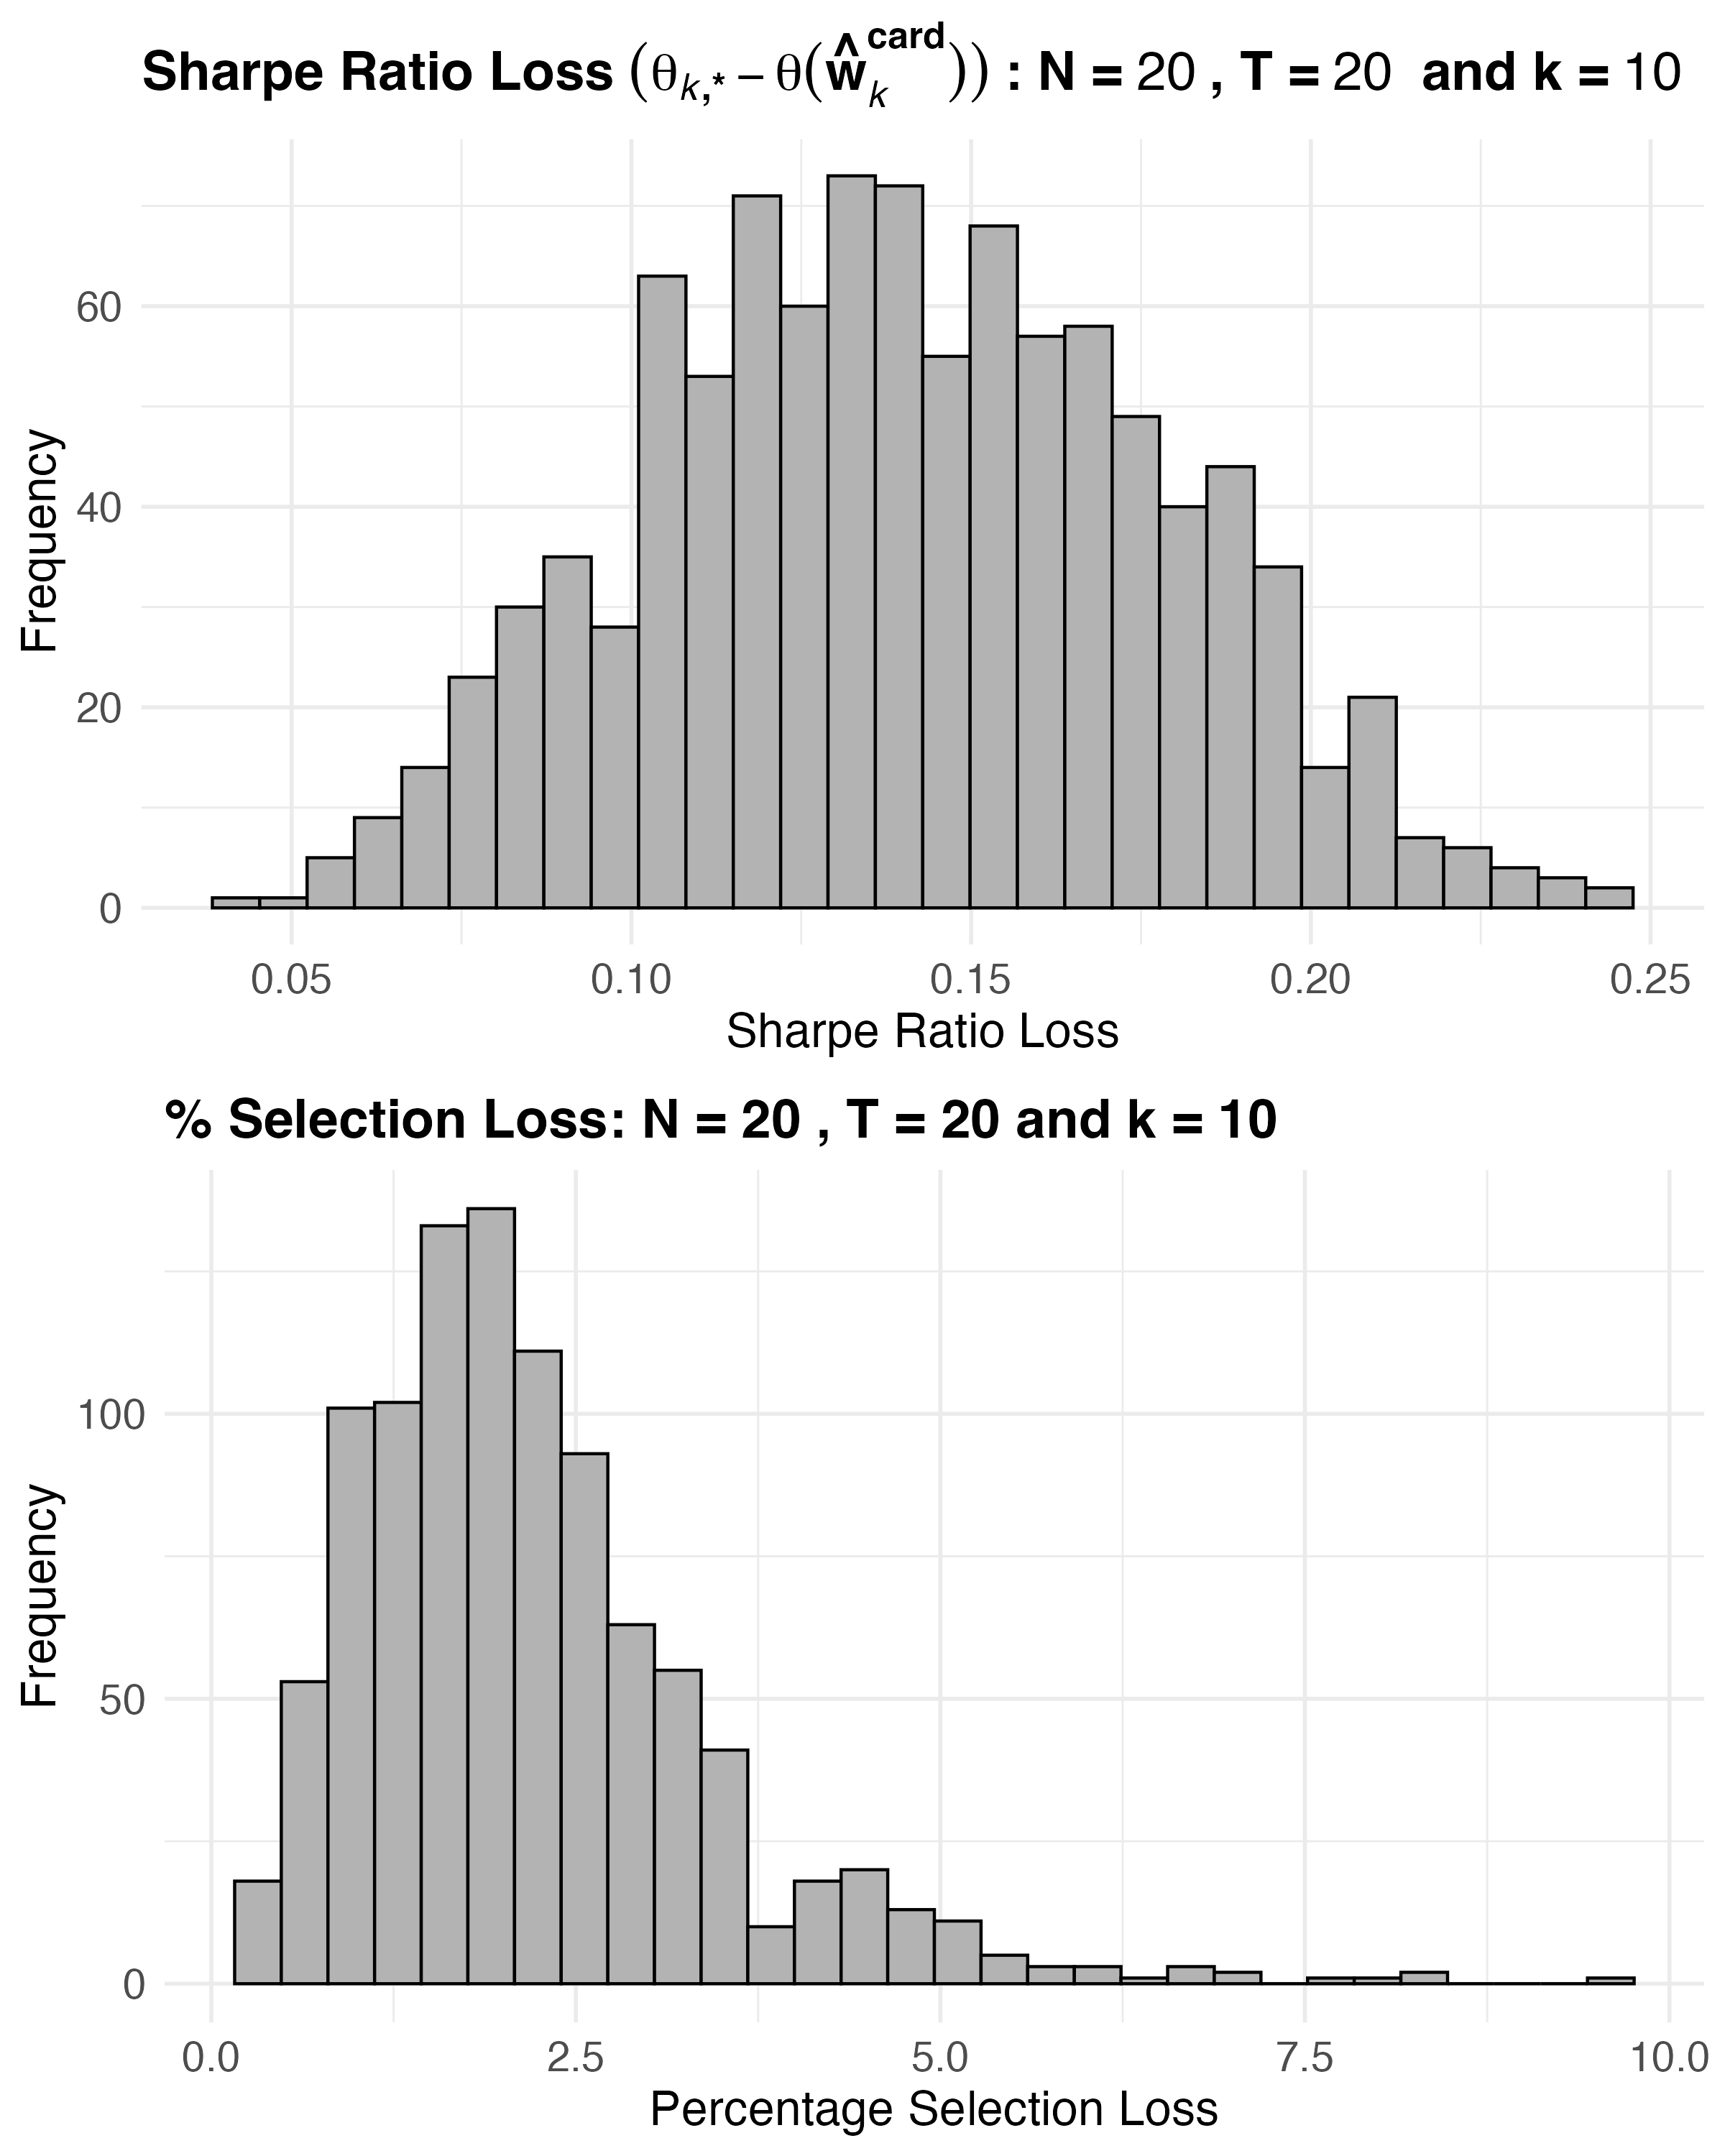 Sharpe Ratio Loss (θk,* − θ(ŵk^card)) : N = 20 , T = 20 and k = 10
Frequency
60
40
20
0
0.05 0.10 0.15 0.20 0.25
Sharpe Ratio Loss
% Selection Loss: N = 20 , T = 20 and k = 10
Frequency
100
50
0
0.0 2.5 5.0 7.5 10.0
Percentage Selection Loss